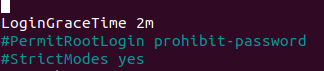 LoginGraceTime 2m
#PermitRootLogin prohibit-password
#StrictModes yes